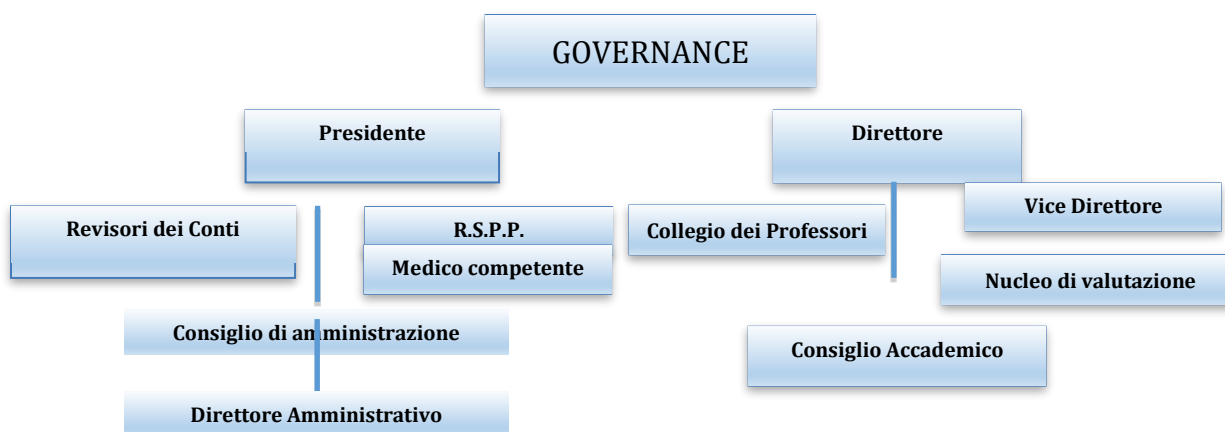 GOVERNANCE
Presidente
Direttore
Revisori dei Conti
R.S.P.P.
Medico competente
Collegio dei Professori
Vice Direttore
Nucleo di valutazione
Consiglio di amministrazione
Consiglio Accademico
Direttore Amministrativo